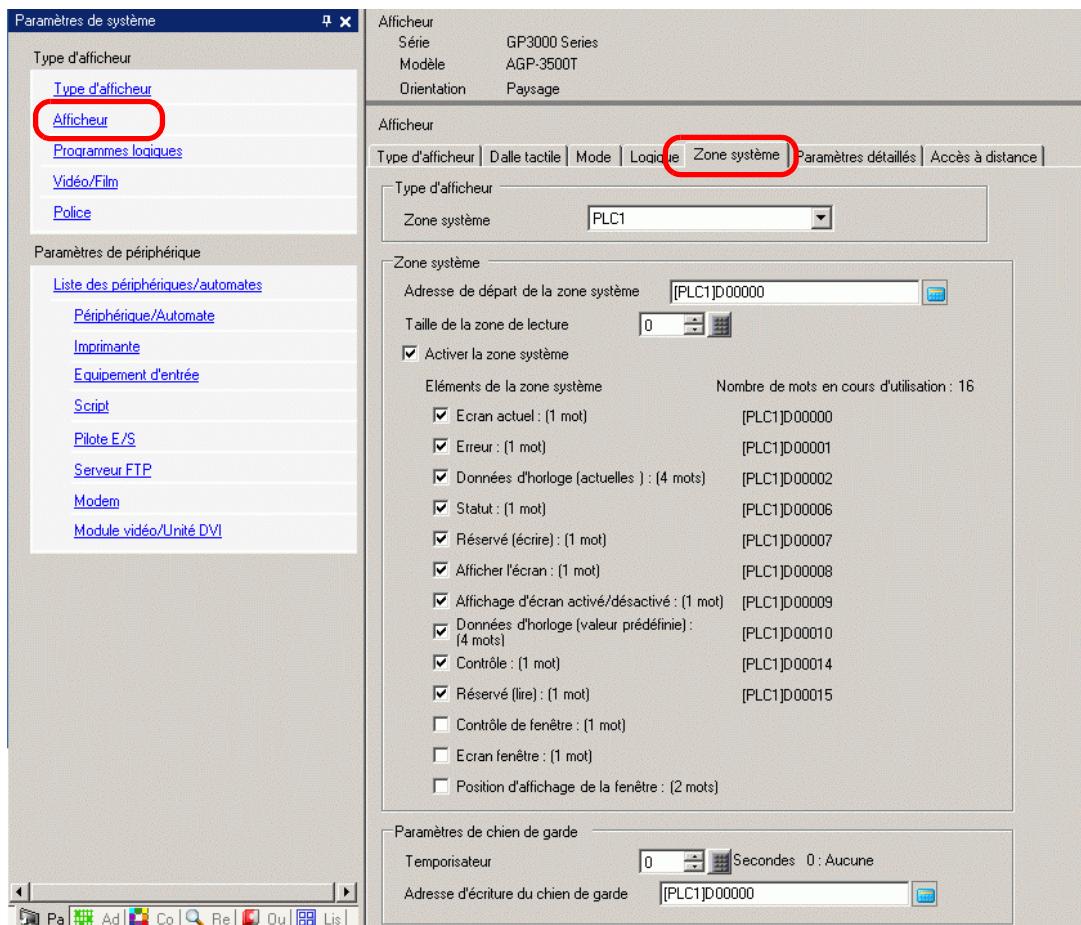 Paramètres de système
Type d'afficheur
Type d'afficheur
Afficheur
Programmes logiques
Vidéo/Film
Police
Paramètres de périphérique
Liste des périphériques/automates
Périphérique/Automate
Imprimante
Equipement d'entrée
Script
Pilote E/S
Serveur FTP
Modem
Module vidéo/Unité DVI
Pa Ad Co Re Ou Lis
Afficheur
Série GP3000 Series
Modèle AGP-3500T
Orientation Paysage
Afficheur
Type d'afficheur Dalle tactile Mode Logique Zone système Paramètres détaillés Accès à distance
Type d'afficheur
Zone système PLC1
Zone système
Adresse de départ de la zone système [PLC1]D00000
Taille de la zone de lecture 0
Activer la zone système
Eléments de la zone système Nombre de mots en cours d'utilisation : 16
Ecran actuel : (1 mot) [PLC1]D00000
Erreur : (1 mot) [PLC1]D00001
Données d'horloge (actuelles ) : (4 mots) [PLC1]D00002
Statut : (1 mot) [PLC1]D00006
Réservé (écrire) : (1 mot) [PLC1]D00007
Afficher l'écran : (1 mot) [PLC1]D00008
Affichage d'écran activé/désactivé : (1 mot) [PLC1]D00009
Données d'horloge (valeur prédéfinie) :
(4 mots) [PLC1]D00010
Contrôle : (1 mot) [PLC1]D00014
Réservé (lire) : (1 mot) [PLC1]D00015
Contrôle de fenêtre : (1 mot)
Ecran fenêtre : (1 mot)
Position d'affichage de la fenêtre : (2 mots)
Paramètres de chien de garde
Temporisateur 0 Secondes 0 : Aucune
Adresse d'écriture du chien de garde [PLC1]D00000